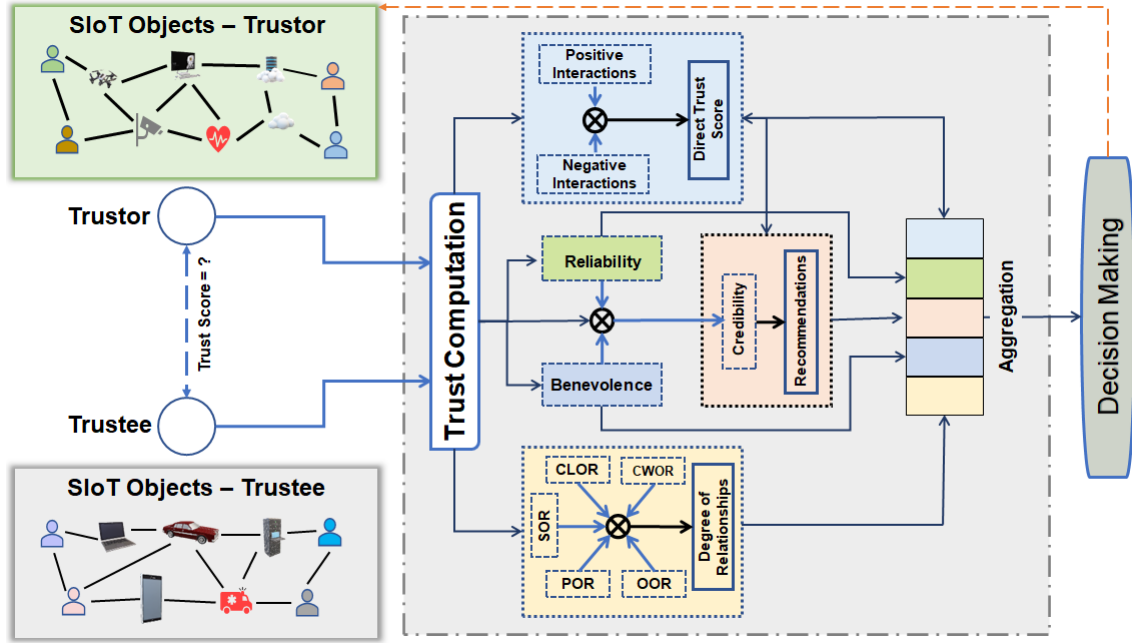 SIoT Objects – Trustor
Trustor
Trust Score = ?
Trustee
SIoT Objects – Trustee
Trust Computation
Positive
Interactions
Negative
Interactions
Direct Trust
Score
Reliability
Benevolence
Credibility
Recommendations
CLOR
CWOR
SOR
POR
OOR
Degree of
Relationships
Aggregation
Decision Making